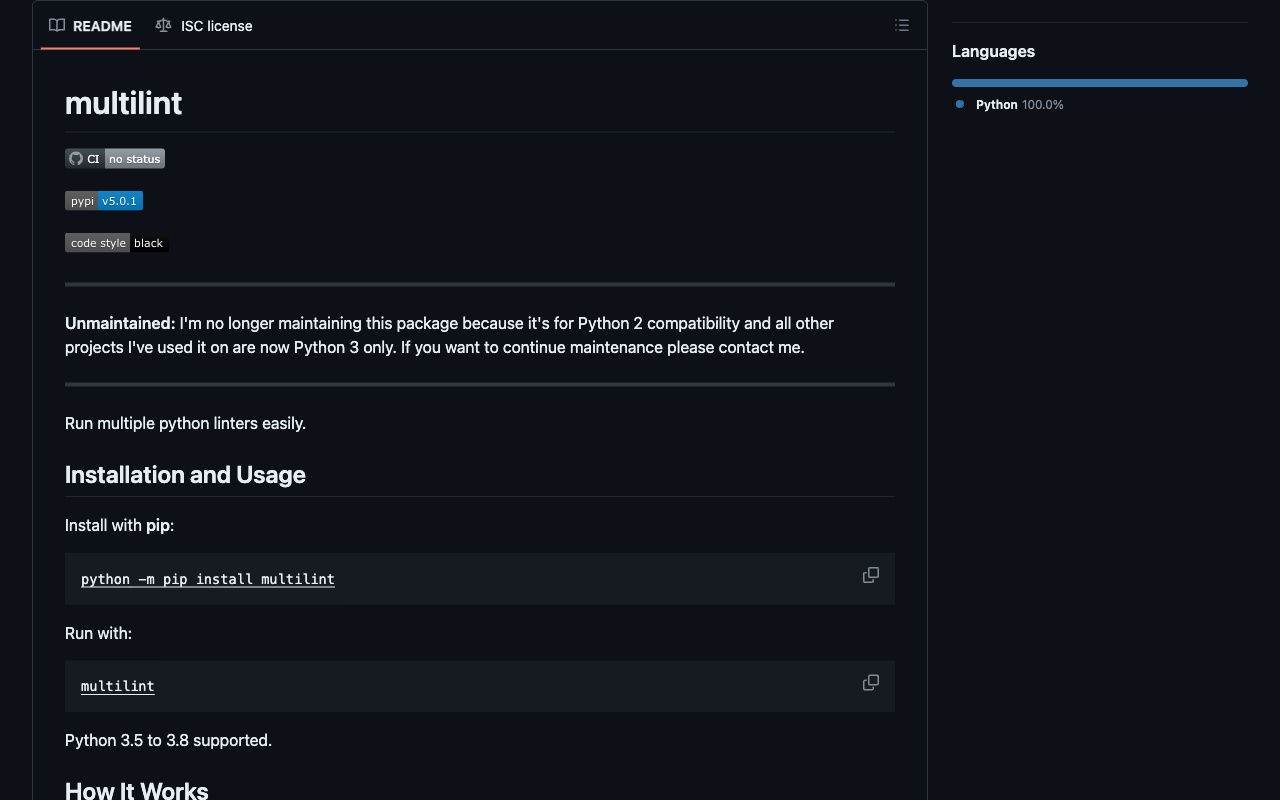 README
ISC license
multilint
CI no status
pypi v5.0.1
code style black
Unmaintained: I'm no longer maintaining this package because it's for Python 2 compatibility and all other
projects I've used it on are now Python 3 only. If you want to continue maintenance please contact me.
Run multiple python linters easily.
Installation and Usage
Install with pip:
python -m pip install multilint
Run with:
multilint
Python 3.5 to 3.8 supported.
How It Works
Languages
Python 100.0%